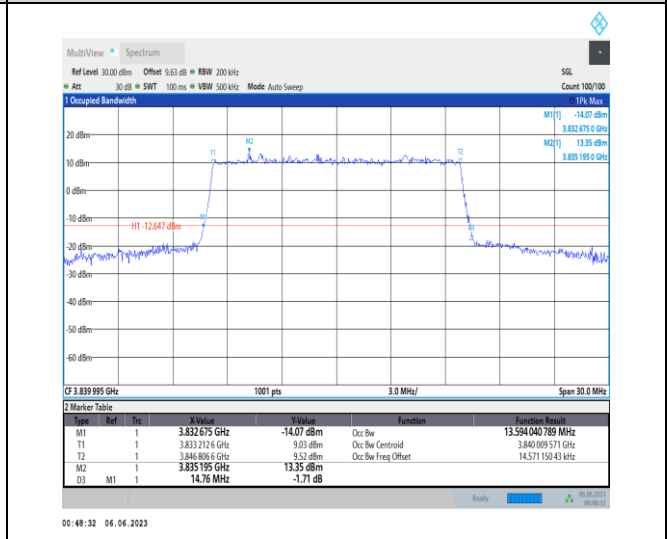 MultiView Spectrum
Ref Level 30.00 dBm Offset 9.63 dB RBW 200 kHz SGL
Att 30 dB SWT 100 ms VBW 500 kHz Mode Auto Sweep Count 100/100
1 Occupied Bandwidth 1Pk Max
M1[1] -14.07 dBm
3.832 675 0 GHz
M2[1] 13.35 dBm
3.835 195 0 GHz
20 dBm
M2
T1
T2
10 dBm
0 dBm
-10 dBm
M1
H1 -12.647 dBm
D3
-20 dBm
-30 dBm
-40 dBm
-50 dBm
-60 dBm
CF 3.839 995 GHz 1001 pts 3.0 MHz/ Span 30.0 MHz
2 Marker Table
Type Ref Trc X-Value Y-Value Function Function Result
M1 1 3.832 675 GHz -14.07 dBm Occ Bw 13.594 040 789 MHz
T1 1 3.833 212 6 GHz 9.03 dBm Occ Bw Centroid 3.840 009 571 GHz
T2 1 3.846 806 6 GHz 9.52 dBm Occ Bw Freq Offset 14.571 150 43 kHz
M2 1 3.835 195 GHz 13.35 dBm
D3 M1 1 14.76 MHz -1.71 dB
Ready 06.06.2023
00:48:32
00:48:32 06.06.2023